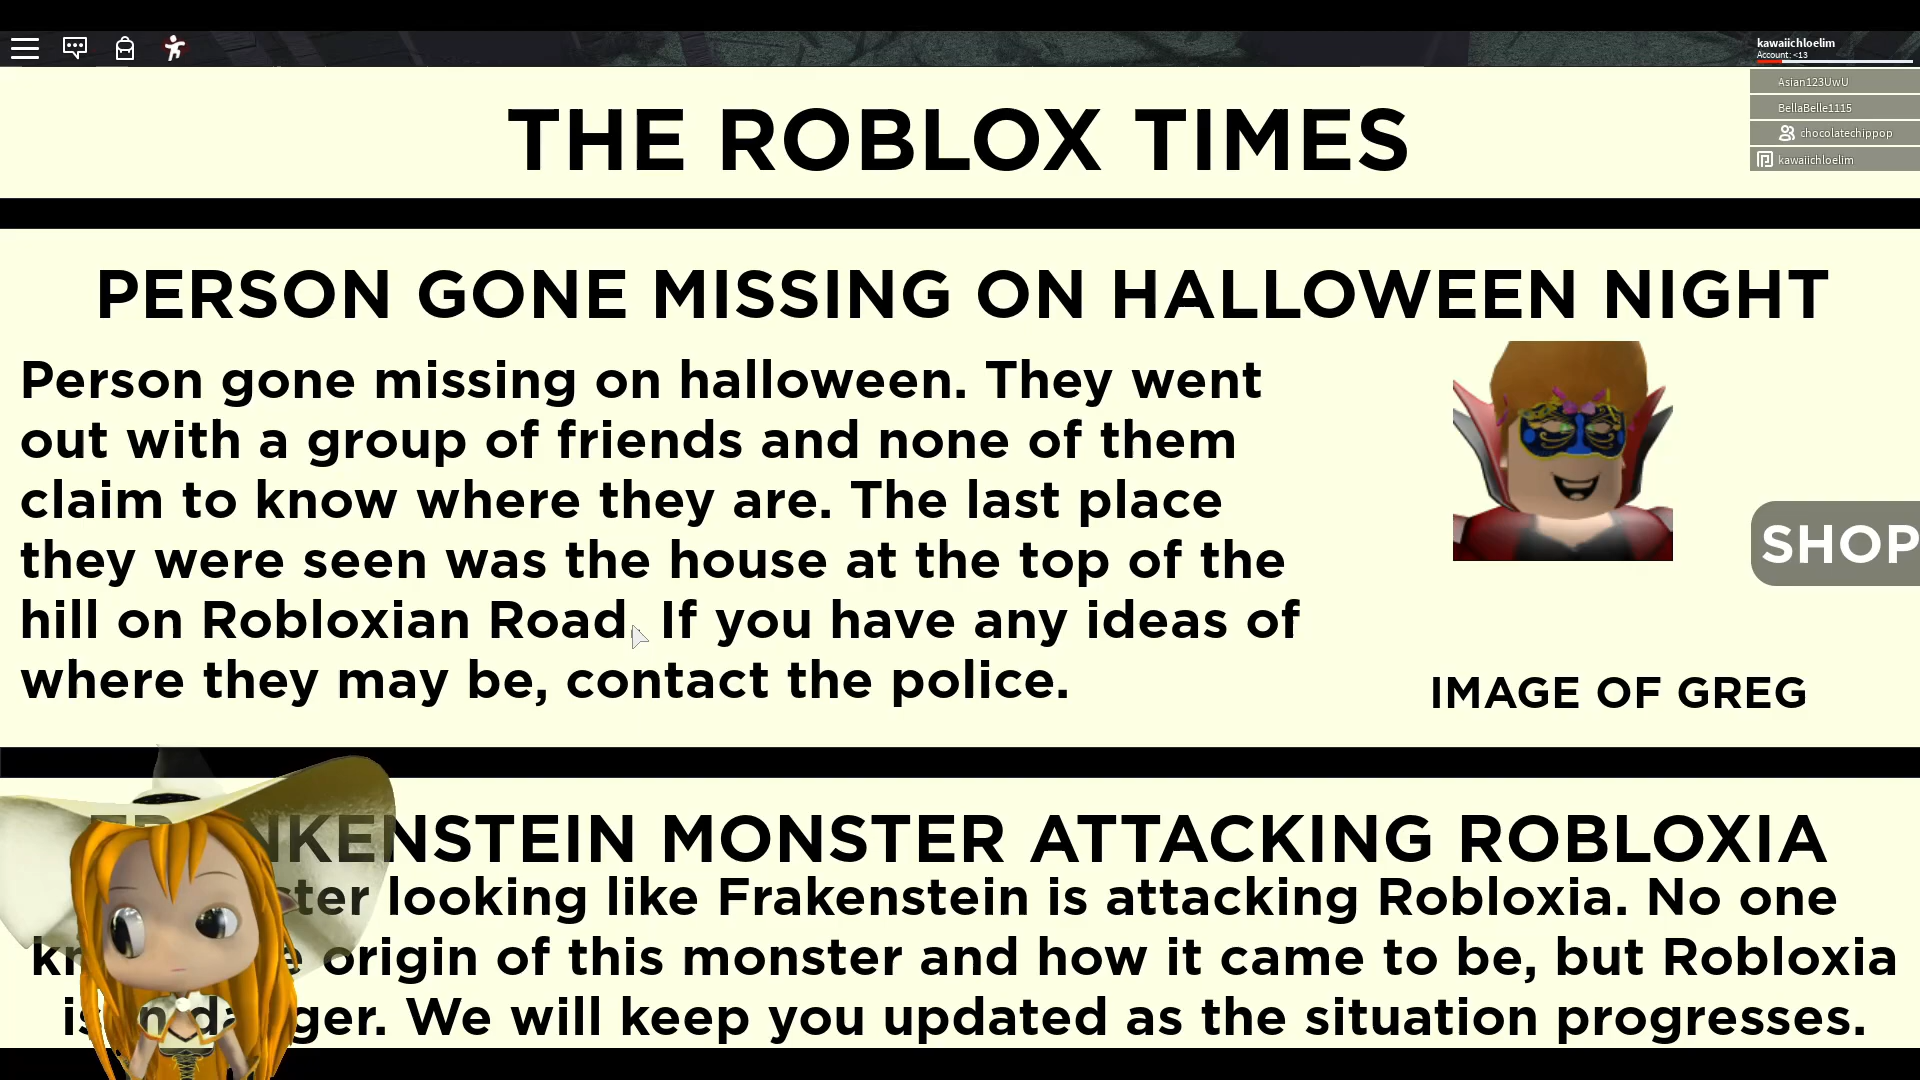 kawaiichloelim
Account: <13
Asian123UwU
BellaBelle1115
chocolatechippop
kawaiichloelim
THE ROBLOX TIMES
PERSON GONE MISSING ON HALLOWEEN NIGHT
Person gone missing on halloween. They went
out with a group of friends and none of them
claim to know where they are. The last place
they were seen was the house at the top of the
hill on Robloxian Road. If you have any ideas of
where they may be, contact the police.
IMAGE OF GREG
SHOP
FRANKENSTEIN MONSTER ATTACKING ROBLOXIA
looking like Frakenstein is attacking Robloxia. No one
origin of this monster and how it came to be, but Robloxia
We will keep you updated as the situation progresses.